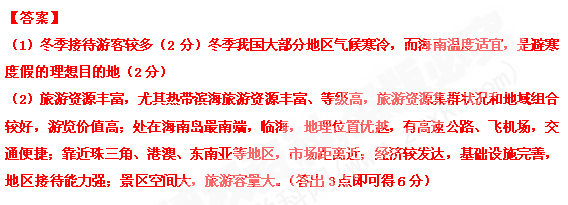 【答案】
（1）冬季接待游客较多（2 分）冬季我国大部分地区气候寒冷，而海南温度适宜，是避寒
度假的理想目的地（2 分）
（2）旅游资源丰富，尤其热带滨海旅游资源丰富、等级高，旅游资源集群状况和地域组合
较好，游览价值高；处在海南岛最南端，临海，地理位置优越，有高速公路、飞机场，交
通便捷；靠近珠三角、港澳、东南亚等地区，市场距离近；经济较发达，基础设施完善，
地区接待能力强；景区空间大，旅游容量大。（答出 3 点即可得 6 分）